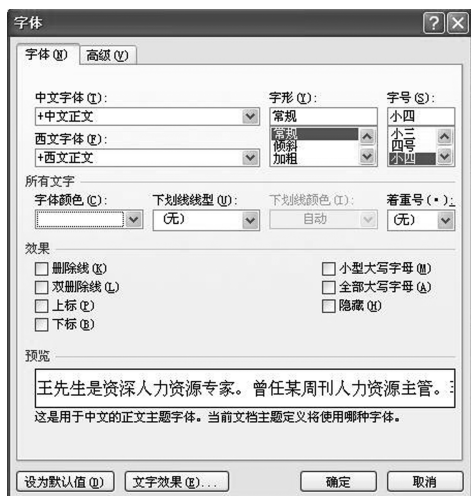 字体
字体(N) 高级(V)
中文字体(T): 字形(Y): 字号(S):
+中文正文 常规 小四
西文字体(F): 常规 小三
+西文正文 倾斜 四号
加粗 小四
所有文字
字体颜色(C): 下划线线型(U): 下划线颜色(I): 着重号(·):
(无) 自动 (无)
效果
删除线(K) 小型大写字母(M)
双删除线(L) 全部大写字母(A)
上标(P) 隐藏(H)
下标(B)
预览
王先生是资深人力资源专家。曾任某周刊人力资源主管。
这是用于中文的正文主题字体。当前文档主题定义将使用哪种字体。
设为默认值(D) 文字效果(E)... 确定 取消